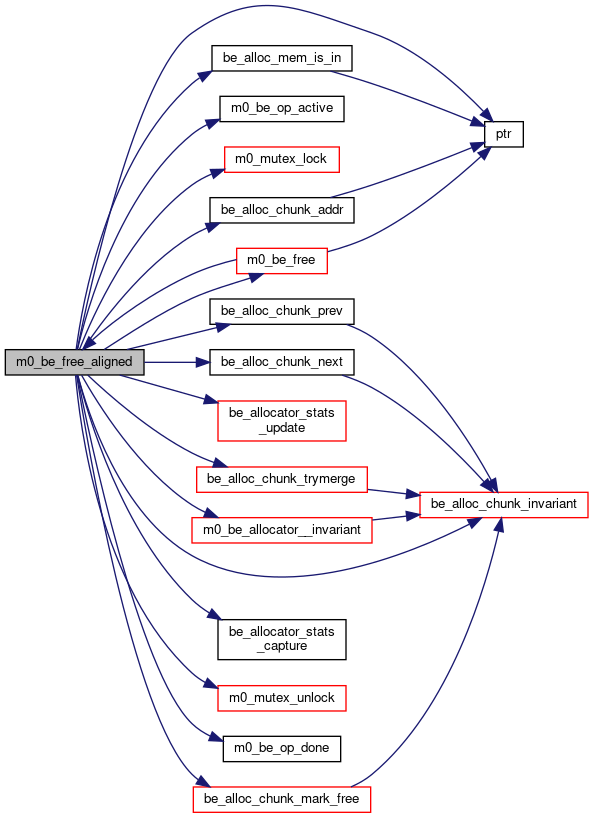 be_alloc_mem_is_in
m0_be_op_active
ptr
m0_mutex_lock
be_alloc_chunk_addr
m0_be_free
be_alloc_chunk_prev
m0_be_free_aligned
be_alloc_chunk_next
be_allocator_stats
_update
be_alloc_chunk_trymerge
be_alloc_chunk_invariant
m0_be_allocator__invariant
be_allocator_stats
_capture
m0_mutex_unlock
m0_be_op_done
be_alloc_chunk_mark_free